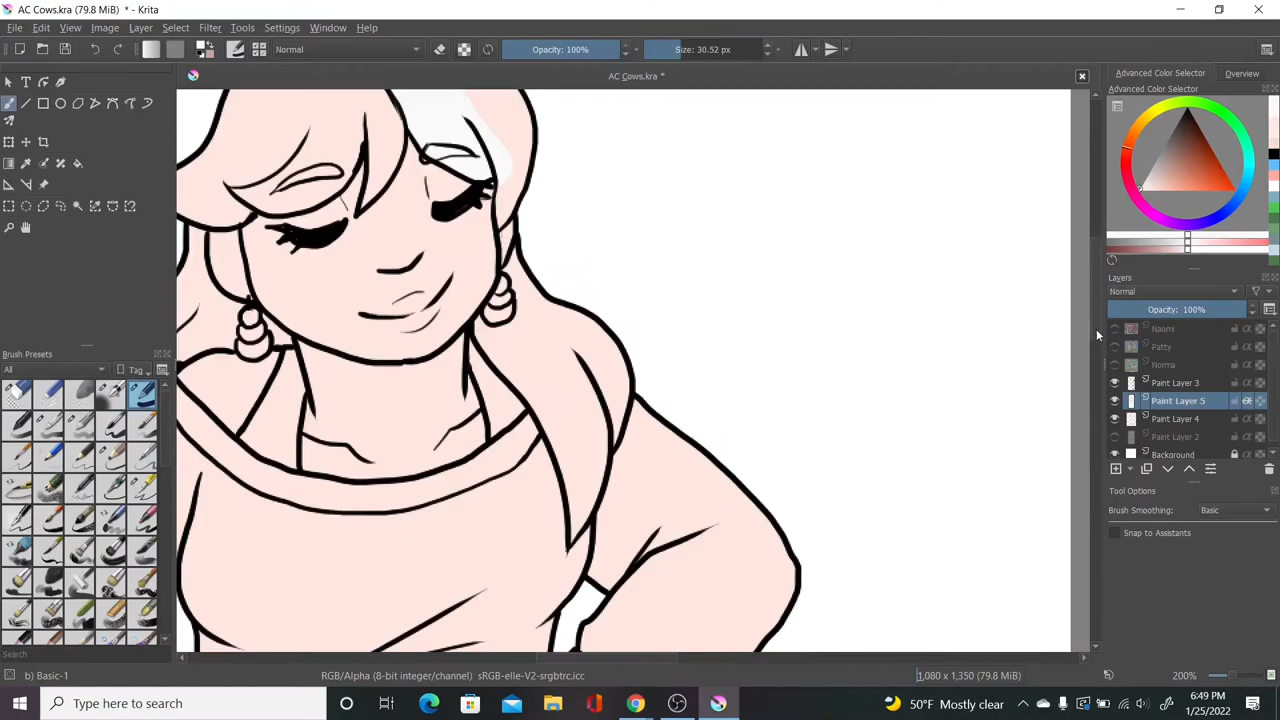 AC Cows.kra (79.8 MiB) * - Krita
File Edit View Image Layer Select Filter Tools Settings Window Help
Normal
Opacity: 100%
Size: 30.52 px
AC Cows.kra *
Advanced Color Selector
Overview
Advanced Color Selector
Layers
Normal
Opacity: 100%
Naomi
Patty
Norma
Paint Layer 3
Paint Layer 5
Paint Layer 4
Paint Layer 2
Background
Tool Options
Brush Smoothing: Basic
Snap to Assistants
Brush Presets
All
Tag
Search
b) Basic-1
RGB/Alpha (8-bit integer/channel) sRGB-elle-V2-srgbtrc.icc
1,080 x 1,350 (79.8 MiB)
200%
Type here to search
50°F Mostly clear
6:49 PM
1/25/2022